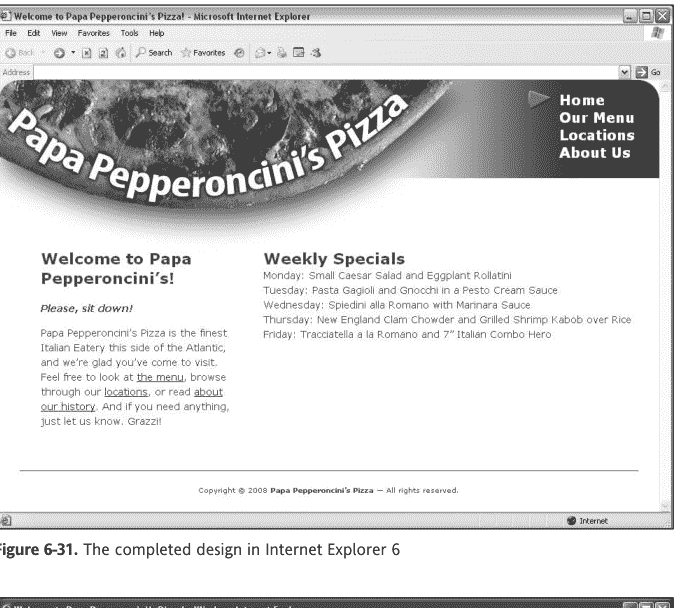 Welcome to Papa Pepperoncini's Pizza! - Microsoft Internet Explorer
File Edit View Favorites Tools Help
Back Search Favorites
Address Go
Papa Pepperoncini's Pizza
Home
Our Menu
Locations
About Us
Welcome to Papa
Pepperoncini's!
Please, sit down!
Papa Pepperoncini's Pizza is the finest
Italian Eatery this side of the Atlantic,
and we're glad you've come to visit.
Feel free to look at the menu, browse
through our locations, or read about
our history. And if you need anything,
just let us know. Grazzi!
Weekly Specials
Monday: Small Caesar Salad and Eggplant Rollatini
Tuesday: Pasta Gagioli and Gnocchi in a Pesto Cream Sauce
Wednesday: Spiedini alla Romano with Marinara Sauce
Thursday: New England Clam Chowder and Grilled Shrimp Kabob over Rice
Friday: Tracciatella a la Romano and 7" Italian Combo Hero
Copyright © 2008 Papa Pepperoncini's Pizza — All rights reserved.
Internet
Figure 6-31. The completed design in Internet Explorer 6